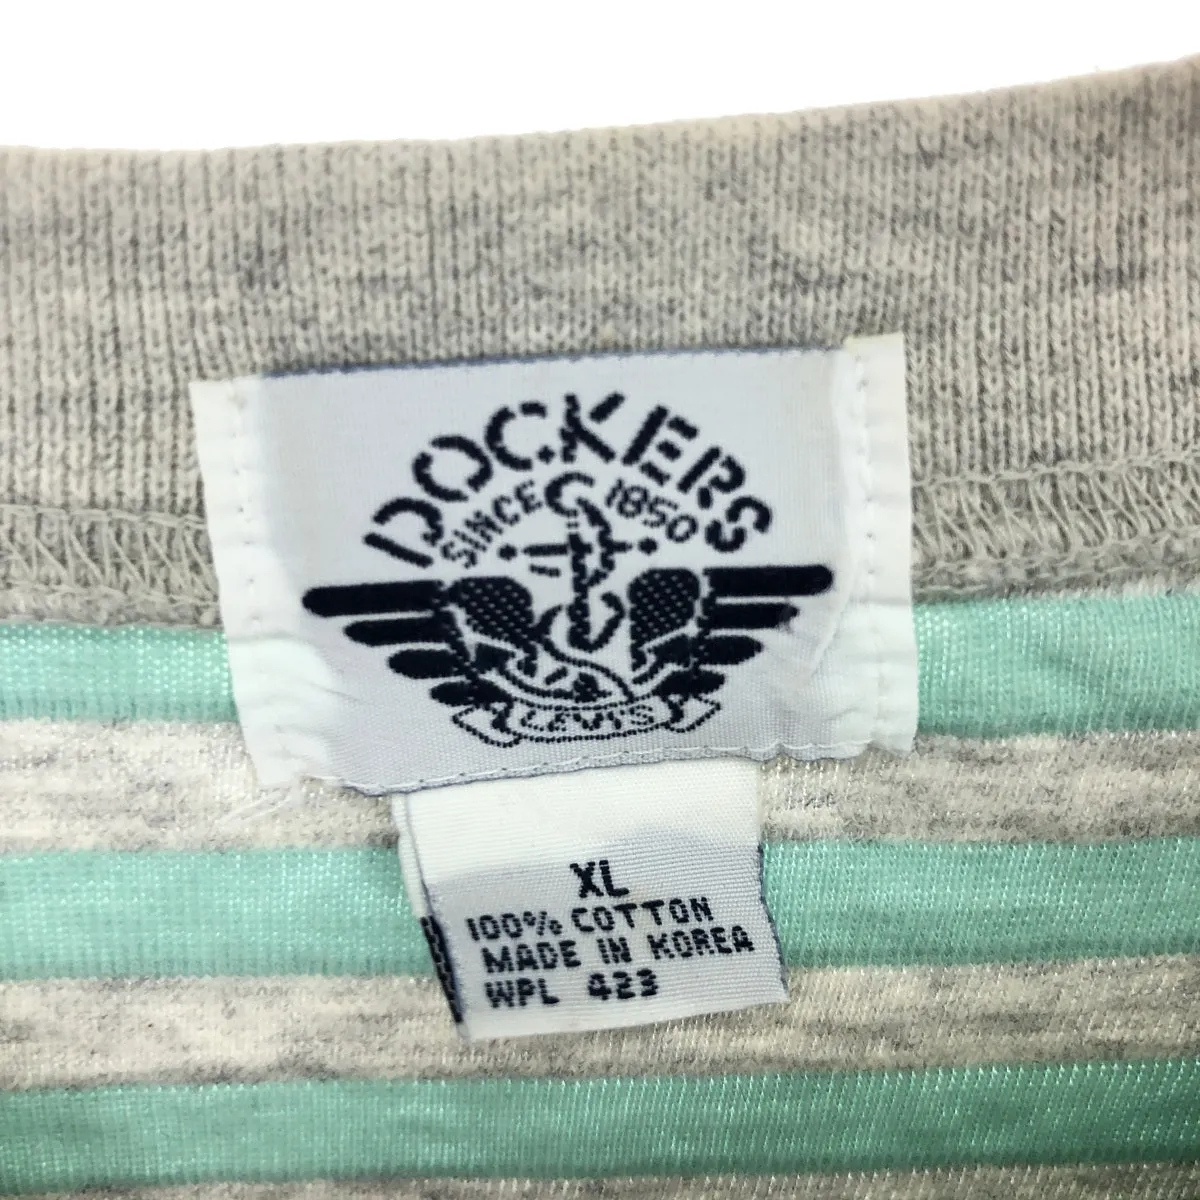 DOCKERS
SINCE 1850
LEVI'S
XL
100% COTTON
MADE IN KOREA
WPL 423